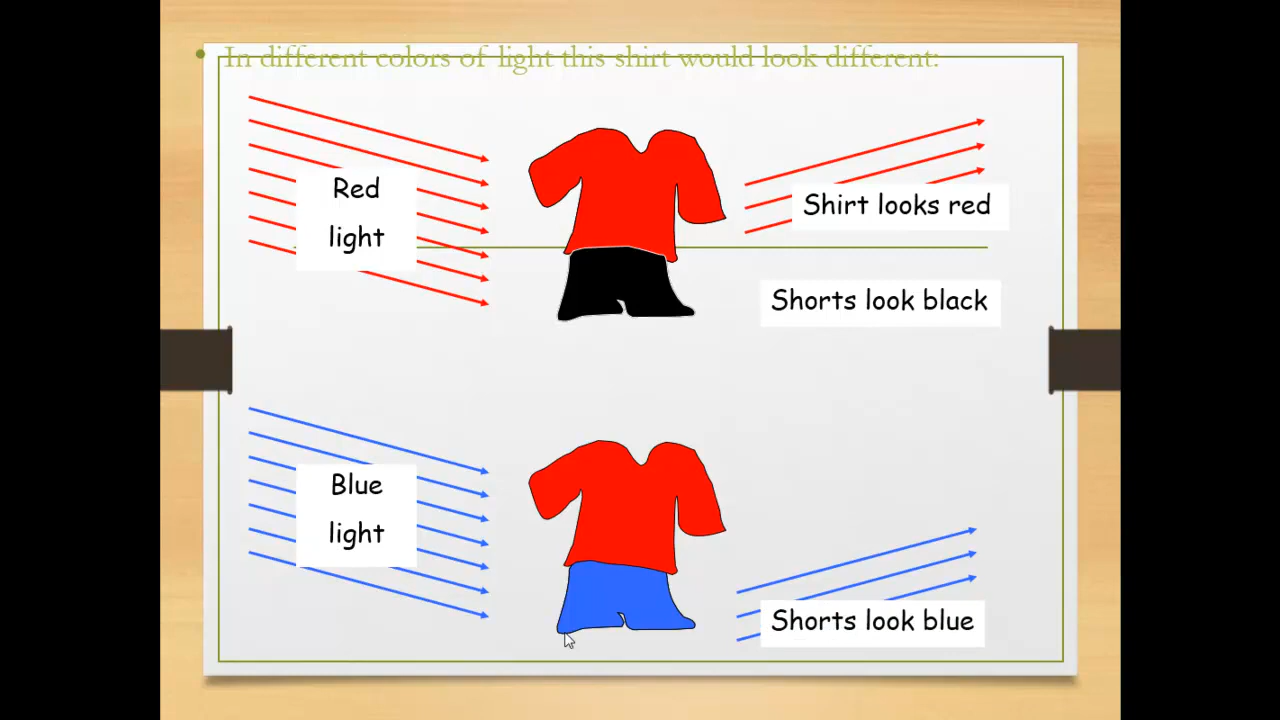 In different colors of light this shirt would look different:
Red
light
Shirt looks red
Shorts look black
Blue
light
Shorts look blue